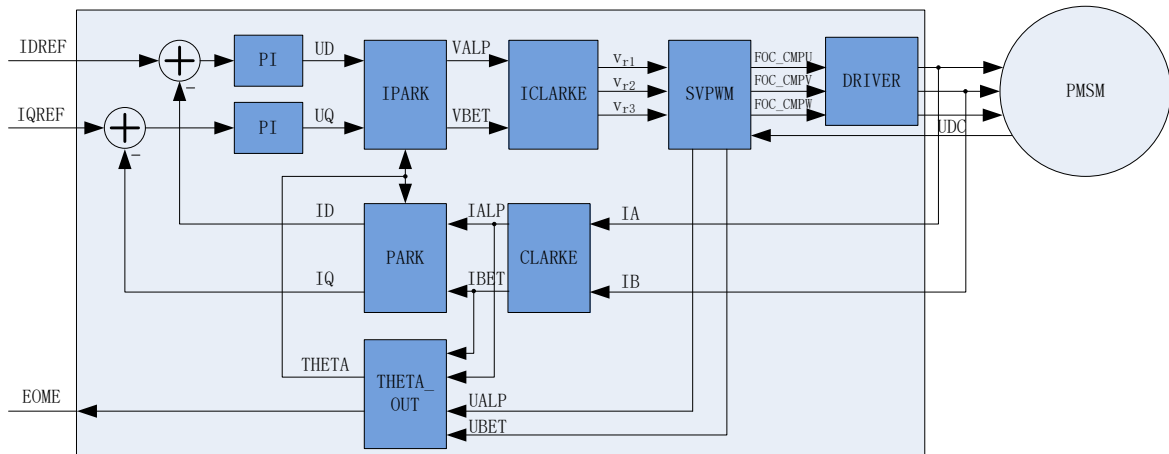 IDREF
PI
UD
IPARK
VALP
ICLARKE
Vr1
SVPWM
FOC_CMPU
DRIVER
PMSM
Vr2
FOC_CMPV
Vr3
FOC_CMPW
IQREF
PI
UQ
VBET
UDC
-
-
ID
PARK
IALP
CLARKE
IA
IQ
IBET
IB
THETA
THETA_
OUT
EOME
UALP
UBET